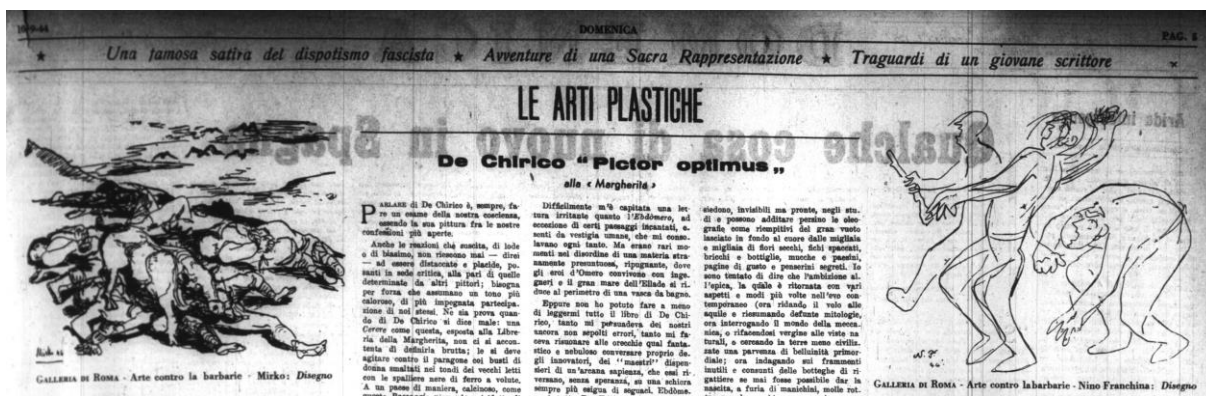 10-9-44
DOMENICA
PAG. 5
★ Una famosa satira del dispotismo fascista ★ Avventure di una Sacra Rappresentazione ★ Traguardi di un giovane scrittore ★
LE ARTI PLASTICHE
De Chirico "Pictor optimus„
alla « Margherita »
PARLARE di De Chirico è, sempre, fa-
re un esame della nostra coscienza,
essendo la sua pittura fra le nostre
confessioni più aperte.
Anche le reazioni che suscita, di lode
o di biasimo, non riescono mai — direi
— ad essere distaccate e placide, po-
santi in sede critica, alla pari di quelle
determinate da altri pittori; bisogna
per forza che assumano un tono più
caloroso, di più impegnata partecipa-
zione di noi stessi. Ne sia prova quan-
do di De Chirico si dice male: una
Cerere come questa, esposta alla Libre-
ria della Margherita, non ci si accon-
tenta di definirla brutta; le si deve
agitare contro il paragone coi busti di
donna smaltati nei tondi dei vecchi letti
con le spalliere nere di ferro a volute.
A un paese di maniera, calcinoso, come
Difficilmente m'è capitata una let-
tura irritante quanto l'Ebdòmero, ad
eccezione di certi passaggi incantati, e-
senti da vestigia umane, che mi conso-
lavano ogni tanto. Ma erano rari mo-
menti nel disordine di una materia stra-
namente presuntuosa, ripugnante, dove
gli eroi d'Omero convivono con inge-
gneri e il gran mare dell'Ellade si ri-
duce al perimetro di una vasca da bagno.
Eppure non ho potuto fare a meno
di leggermi tutto il libro di De Chi-
rico, tanto mi persuadeva dei nostri
ancora non sepolti errori, tanto mi fa-
ceva risuonare alle orecchie quel fanta-
stico e nebuloso conversare proprio de-
gli innovatori, dei "maestri" dispen-
sieri di un'arcana sapienza, che essi ri-
versano, senza speranza, su una schiera
sempre più esigua di seguaci. Ebdòme-
siedono, invisibili ma pronte, negli stu-
di e possono additare persino le oleo-
grafie come riempitivi del gran vuoto
lasciato in fondo al cuore dalle migliaia
e migliaia di fiori secchi, fichi spaccati,
bricchi e bottiglie, mucche e paesini,
pagine di gusto e pensierini segreti. Io
sono tentato di dire che l'ambizione al-
l'epica, la quale è ritornata con vari
aspetti e modi più volte nell'evo con-
temporáneo (ora ridando il volo alle
aquile e riesumando defunte mitologie,
ora interrogando il mondo della mecca-
nica, o rifacendosi vergine alle viste na-
turali, o cercando in terre meno civiliz-
zate una parvenza di belluinità primor-
diale; ora indagando sui frammenti
inutili e consunti delle botteghe di ri-
gattiere se mai fosse possibile dar la
nascita, a furia di manichini, molle rot-
GALLERIA DI ROMA - Arte contro la barbarie - Mirko: Disegno
GALLERIA DI ROMA - Arte contro la barbarie - Nino Franchina: Disegno